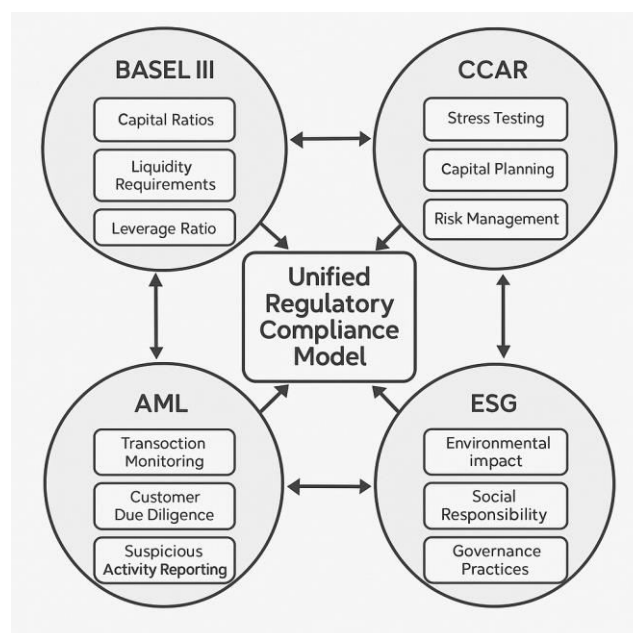 BASEL III
Capital Ratios
Liquidity
Requirements
Leverage Ratio
CCAR
Stress Testing
Capital Planning
Risk Management
Unified
Regulatory
Compliance
Model
AML
Transoction
Monitoring
Customer
Due Diligence
Suspicious
Activity Reporting
ESG
Environmental
impact
Social
Responsibility
Governance
Practices